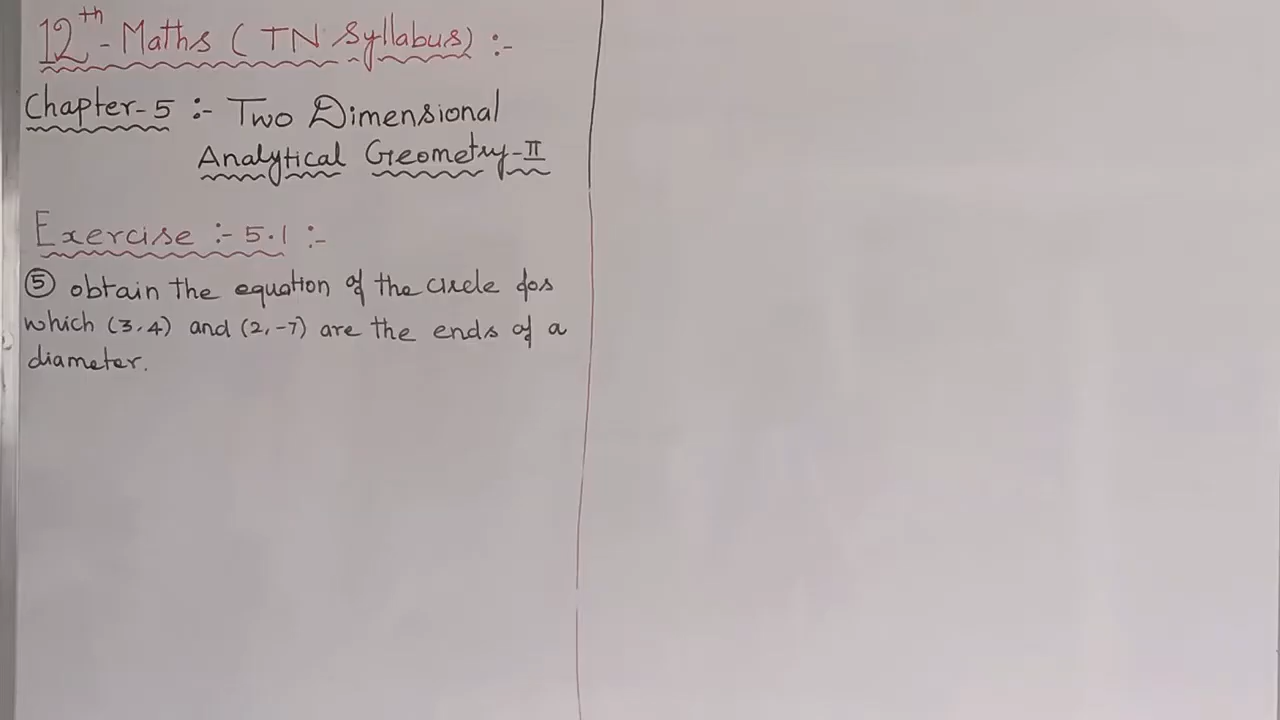 12th - Maths (TN Syllabus) :-
Chapter-5 :- Two Dimensional
Analytical Geometry-II
Exercise :- 5.1 :-
⑤ obtain the equation of the circle for
which (3.4) and (2,-7) are the ends of a
diameter.